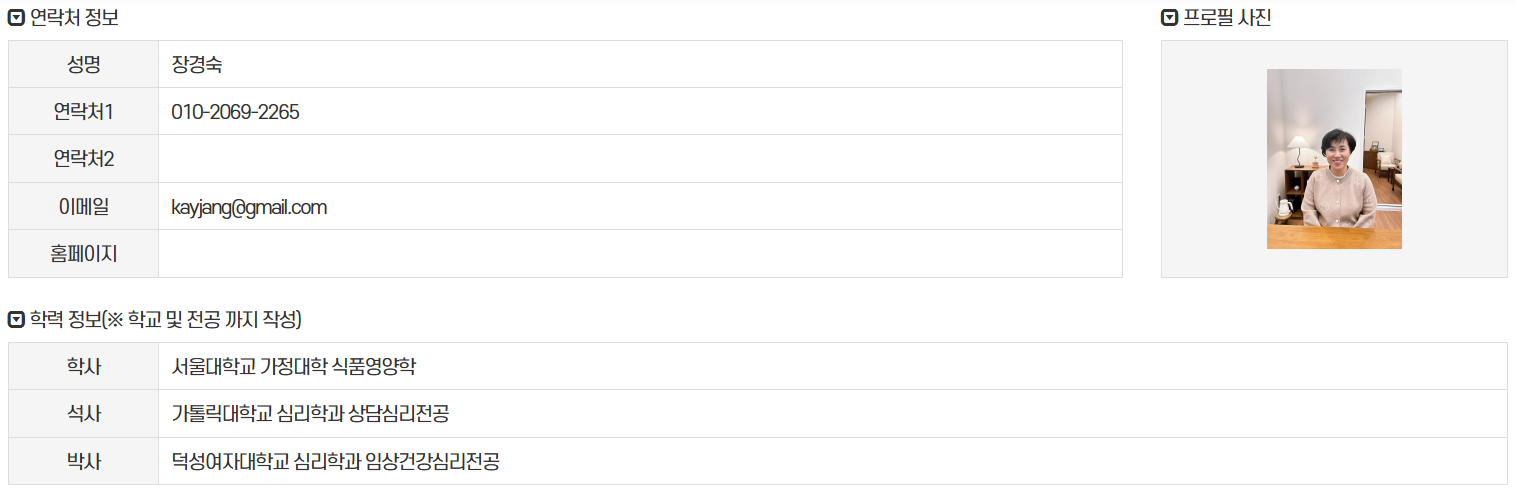 연락처 정보
프로필 사진
성명 장경숙
연락처1 010-2069-2265
연락처2
이메일 kayjang@gmail.com
홈페이지
학력 정보(※ 학교 및 전공 까지 작성)
학사 서울대학교 가정대학 식품영양학
석사 가톨릭대학교 심리학과 상담심리전공
박사 덕성여자대학교 심리학과 임상건강심리전공